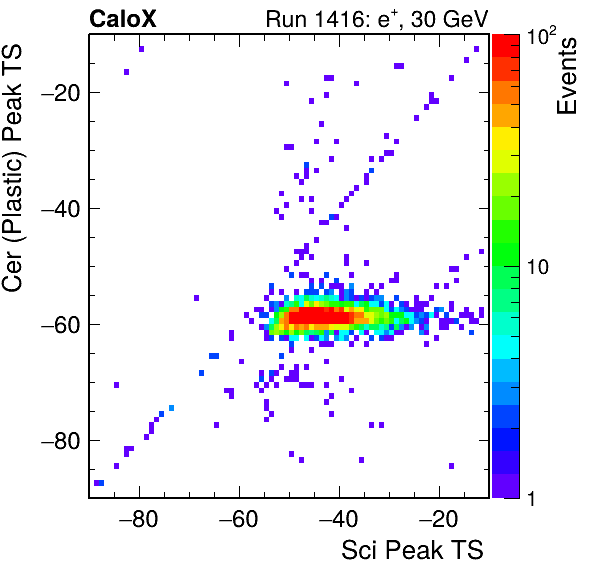 CaloX Run 1416: e⁺, 30 GeV
Cer (Plastic) Peak TS
−20
−40
−60
−80
−80 −60 −40 −20
Sci Peak TS
10²
10
1
Events